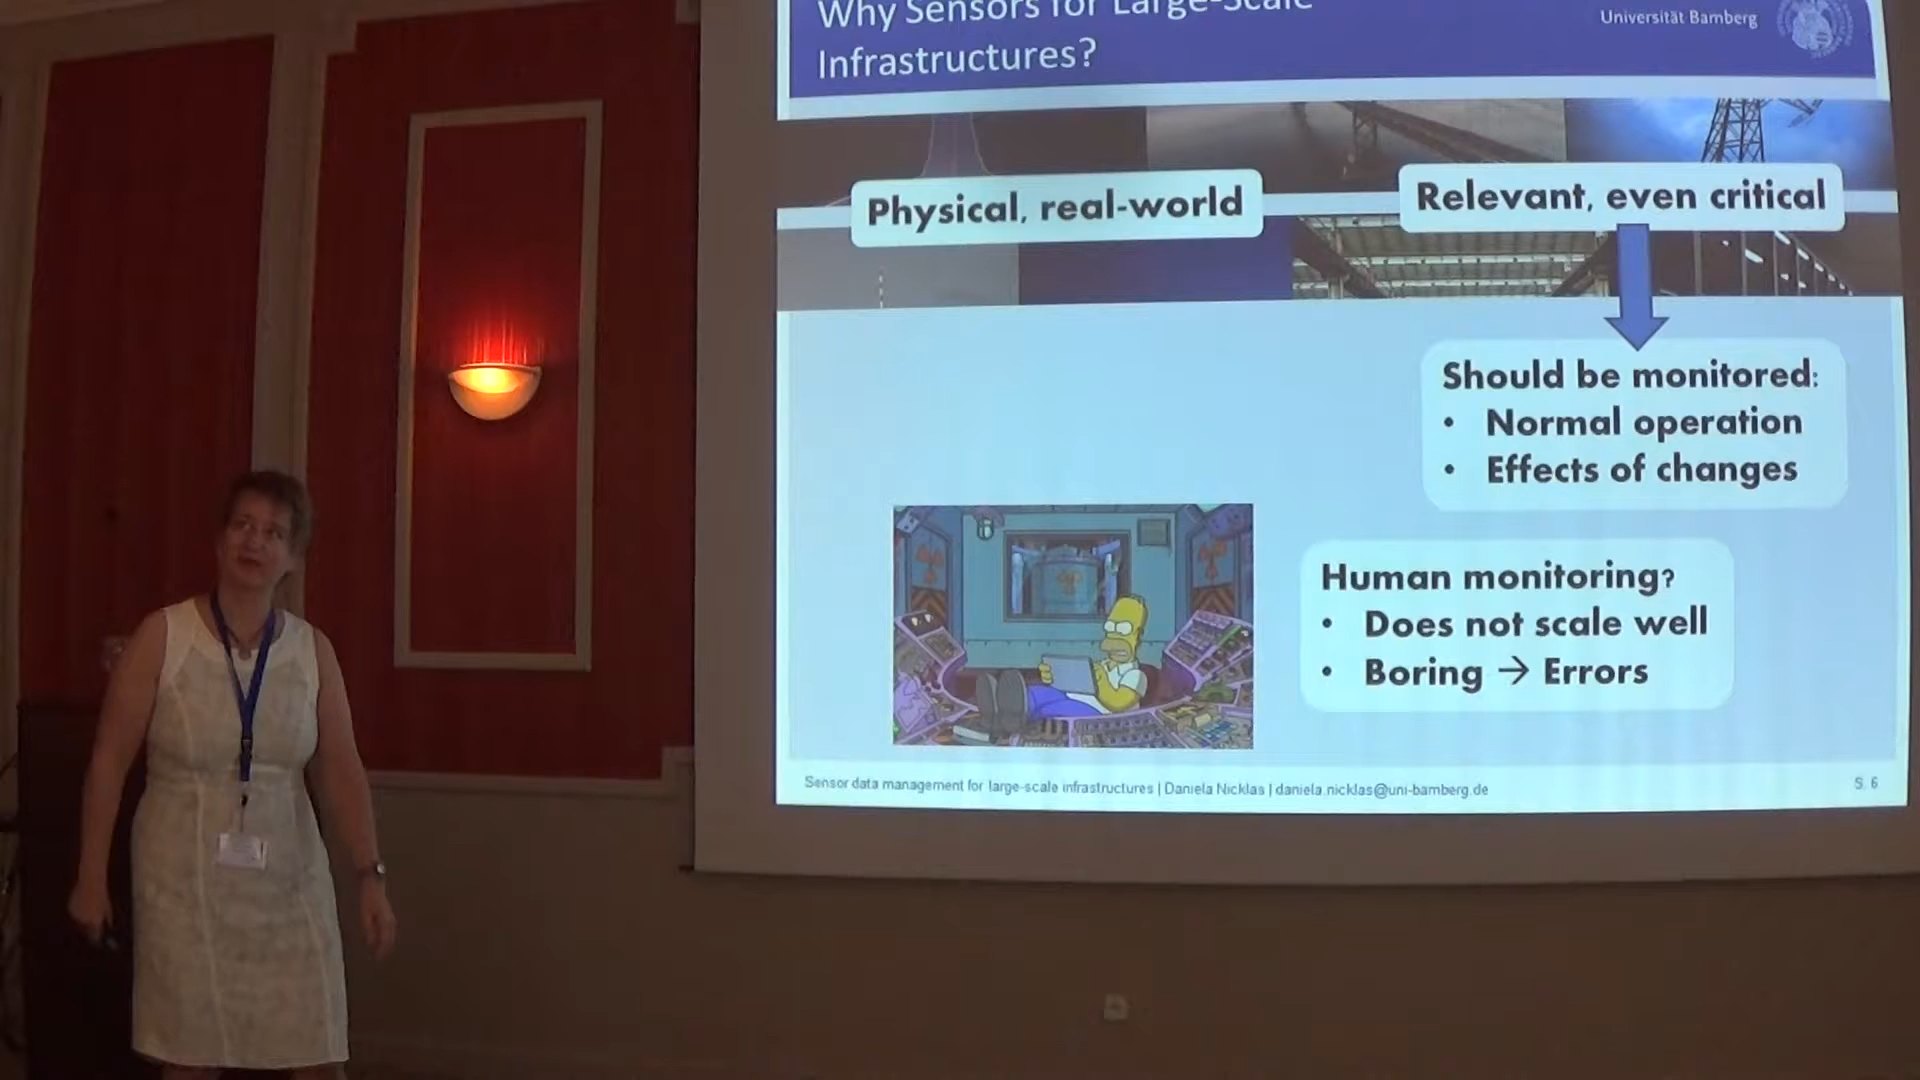 Why Sensors for Large-Scale
Infrastructures?
Universität Bamberg
Physical, real-world
Relevant, even critical
Should be monitored:
• Normal operation
• Effects of changes
Human monitoring?
• Does not scale well
• Boring → Errors
Sensor data management for large-scale infrastructures | Daniela Nicklas | daniela.nicklas@uni-bamberg.de
S. 6